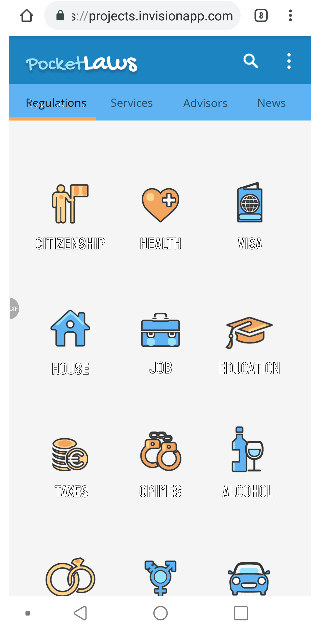 s://projects.invisionapp.com
8
PocketLaws
Regulations Services Advisors News
CITIZENSHIP HEALTH VISA
HOUSE JOB EDUCATION
TAXES CRIMES ALCOHOL